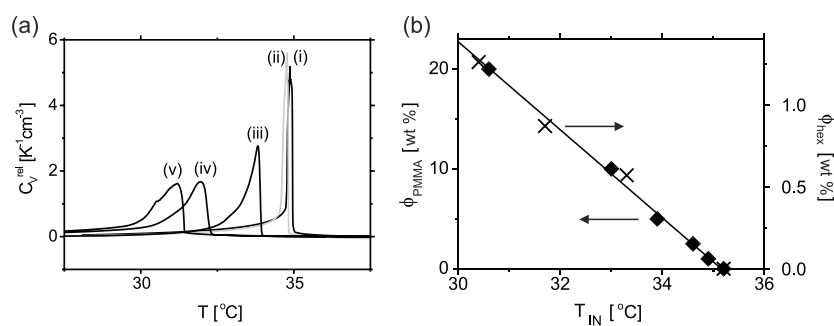 (a)
(b)
6
4
2
0
C_V^rel [K^-1cm^-3]
(ii)
(i)
(iii)
(v)
(iv)
30
35
T [°C]
20
10
0
ϕ_PMMA [wt %]
1.0
0.5
0.0
ϕ_hex [wt %]
30
32
34
36
T_IN [°C]